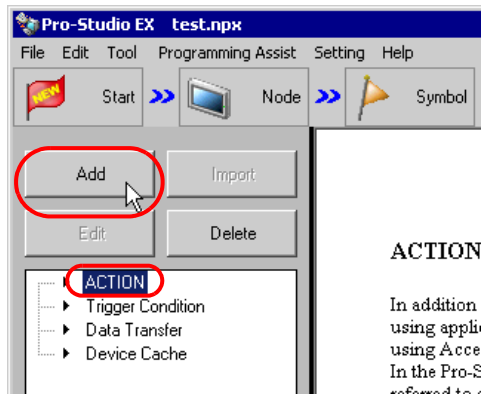 Pro-Studio EX test.npx
File Edit Tool Programming Assist Setting Help
NEW Start Node Symbol
Add Import
Edit Delete
ACTION
Trigger Condition
Data Transfer
Device Cache
ACTION
In addition
using appli
using Acce
In the Pro-S